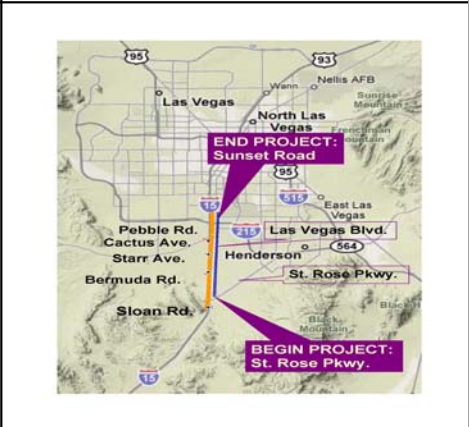 95
93
Nellis AFB
Wann
Las Vegas
Sunrise
Mountain
North Las
Vegas
Frenchman
Mountain
END PROJECT:
Sunset Road
95
515
15
East Las
Vegas
Pebble Rd.
215
Las Vegas Blvd.
Cactus Ave.
564
Starr Ave.
Henderson
St. Rose Pkwy.
Bermuda Rd.
Sloan Rd.
Black
Mountain
Black H
BEGIN PROJECT:
St. Rose Pkwy.
15